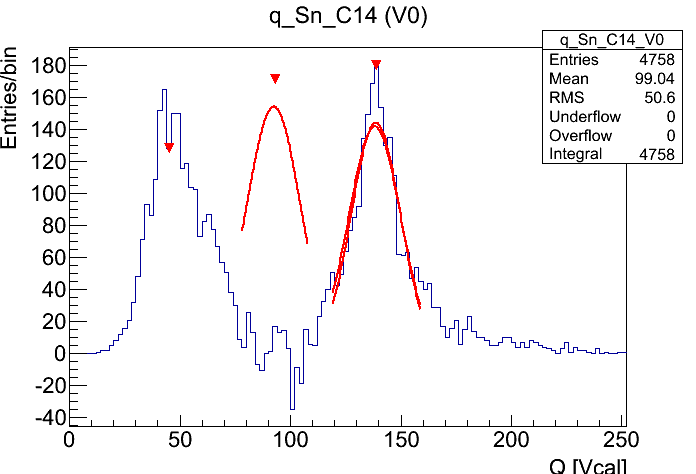 q_Sn_C14 (V0)
q_Sn_C14_V0
Entries 4758
Mean 99.04
RMS 50.6
Underflow 0
Overflow 0
Integral 4758
Entries/bin
180
160
140
120
100
80
60
40
20
0
-20
-40
0 50 100 150 200 250
Q [Vcal]